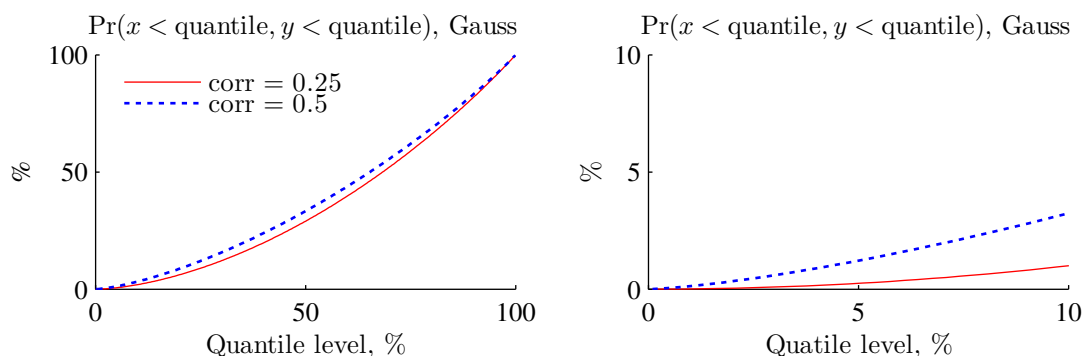 Pr(x < quantile, y < quantile), Gauss
100
50
0
%
corr = 0.25
corr = 0.5
0
50
100
Quantile level, %
Pr(x < quantile, y < quantile), Gauss
10
5
0
%
0
5
10
Quatile level, %